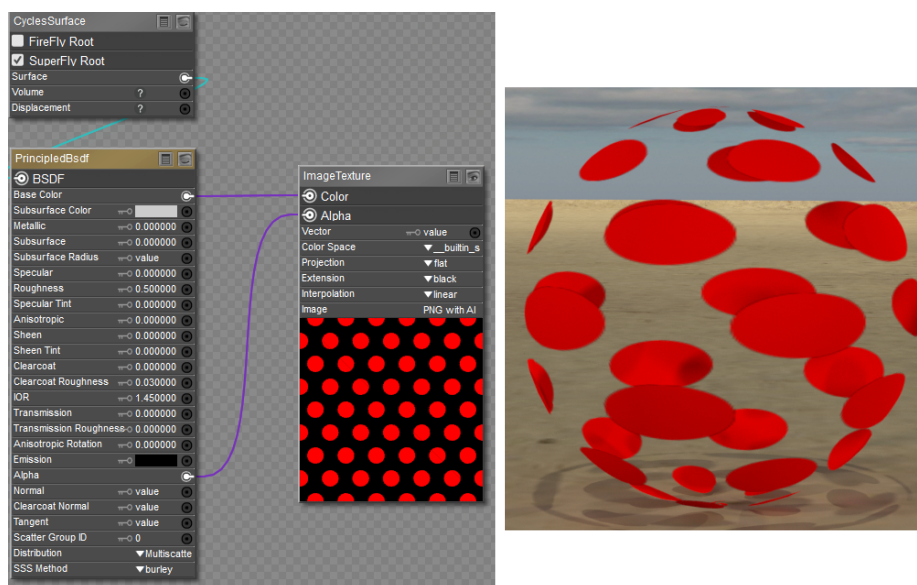 CyclesSurface
FireFly Root
SuperFly Root
Surface
Volume ?
Displacement ?
PrincipledBsdf
BSDF
Base Color
Subsurface Color
Metallic 0.000000
Subsurface 0.000000
Subsurface Radius value
Specular 0.000000
Roughness 0.500000
Specular Tint 0.000000
Anisotropic 0.000000
Sheen 0.000000
Sheen Tint 0.000000
Clearcoat 0.000000
Clearcoat Roughness 0.030000
IOR 1.450000
Transmission 0.000000
Transmission Roughness 0.000000
Anisotropic Rotation 0.000000
Emission
Alpha
Normal value
Clearcoat Normal value
Tangent value
Scatter Group ID 0
Distribution Multiscatte
SSS Method burley
ImageTexture
Color
Alpha
Vector value
Color Space __builtin_s
Projection flat
Extension black
Interpolation linear
Image PNG with Al